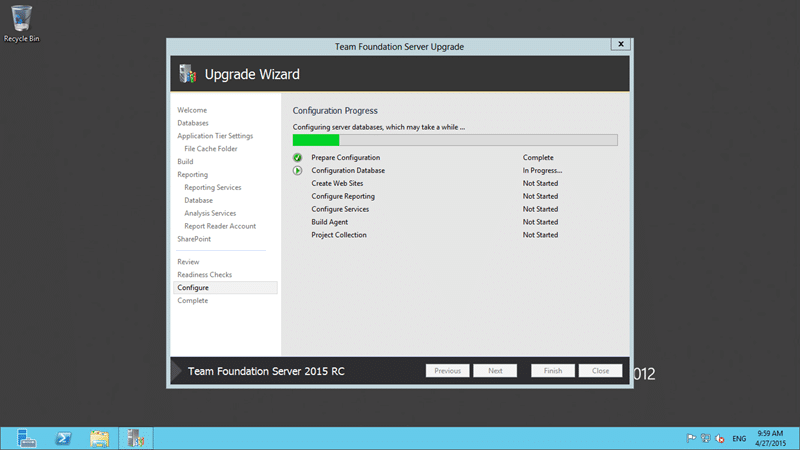 Recycle Bin
Team Foundation Server Upgrade
x
Upgrade Wizard
Welcome
Databases
Application Tier Settings
File Cache Folder
Build
Reporting
Reporting Services
Database
Analysis Services
Report Reader Account
SharePoint
Review
Readiness Checks
Configure
Complete
Configuration Progress
Configuring server databases, which may take a while ...
Prepare Configuration Complete
Configuration Database In Progress...
Create Web Sites Not Started
Configure Reporting Not Started
Configure Services Not Started
Build Agent Not Started
Project Collection Not Started
Team Foundation Server 2015 RC
Previous Next Finish Close
012
ENG
9:59 AM
4/27/2015